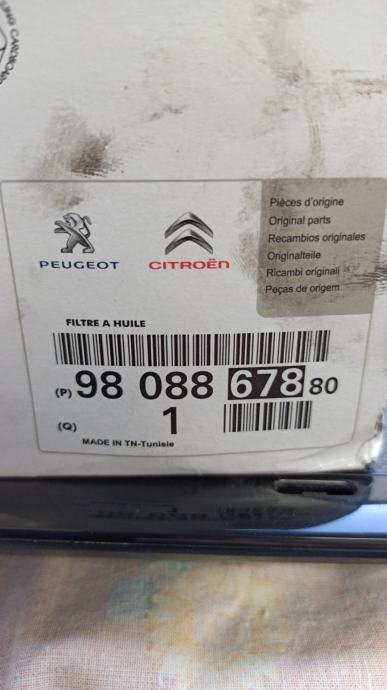 Pièces d'origine
Original parts
Recambios originales
Originalteile
Ricambi originali
Peças de origem
PEUGEOT
CITROËN
FILTRE A HUILE
(P) 98 088 678 80
(Q) 1
MADE IN TN-Tunisie